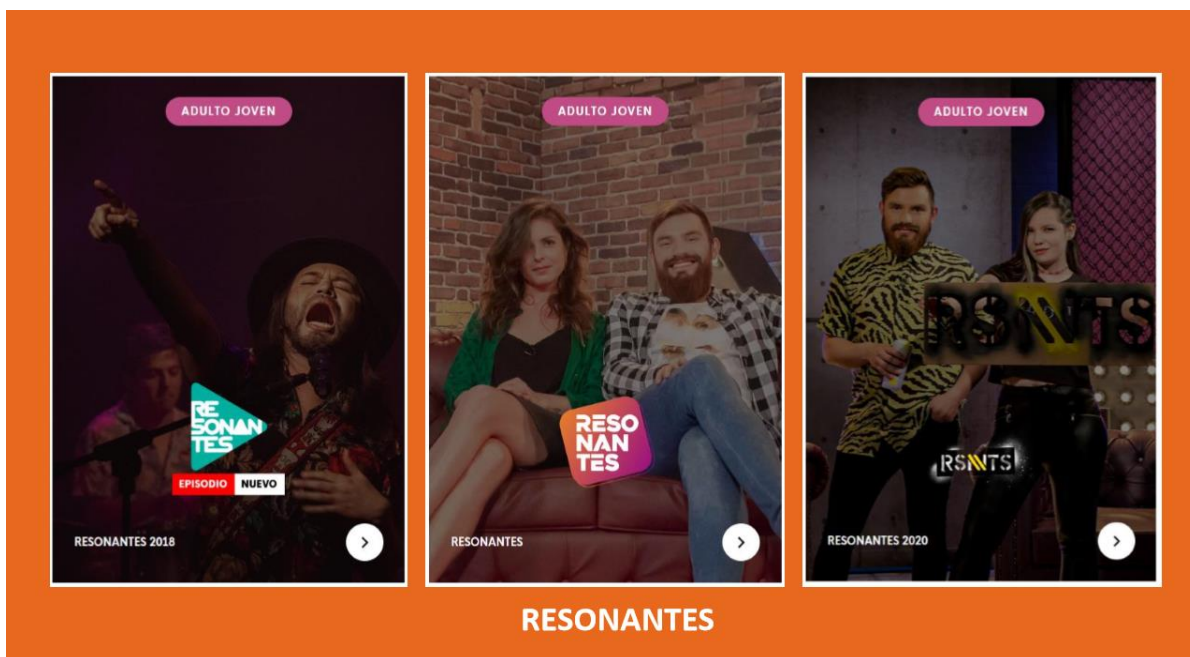 ADULTO JOVEN
RE
SONAN
TES
EPISODIO NUEVO
RESONANTES 2018
ADULTO JOVEN
RESO
NAN
TES
RESONANTES
ADULTO JOVEN
RSNNTS
RSNNTS
RESONANTES 2020
RESONANTES